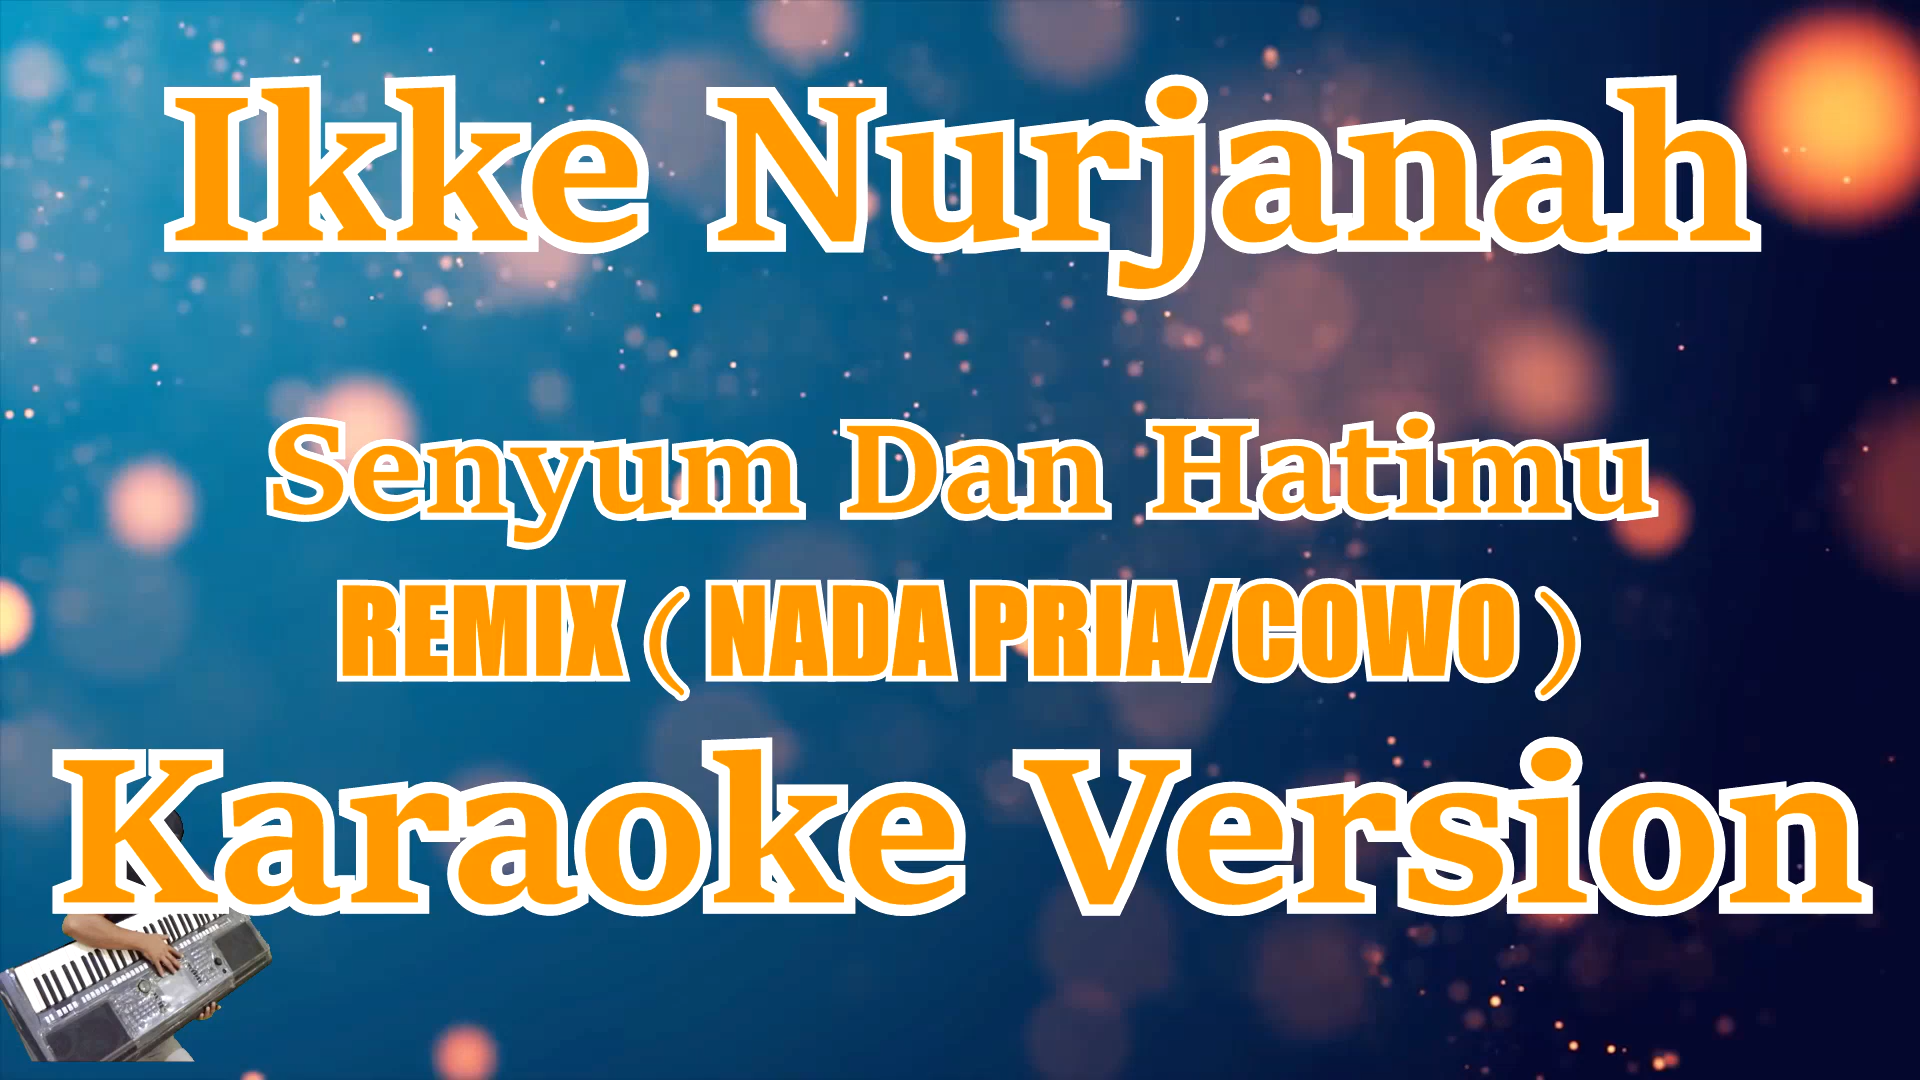 Ikke Nurjanah
Senyum Dan Hatimu
REMIX ( NADA PRIA/COWO )
Karaoke Version